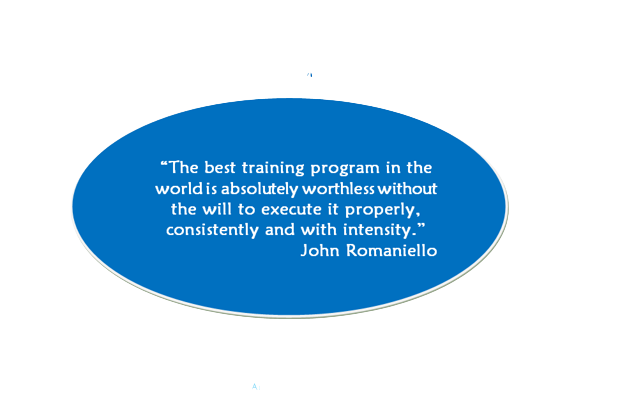 “The best training program in the
world is absolutely worthless without
the will to execute it properly,
consistently and with intensity.”
John Romaniello
A